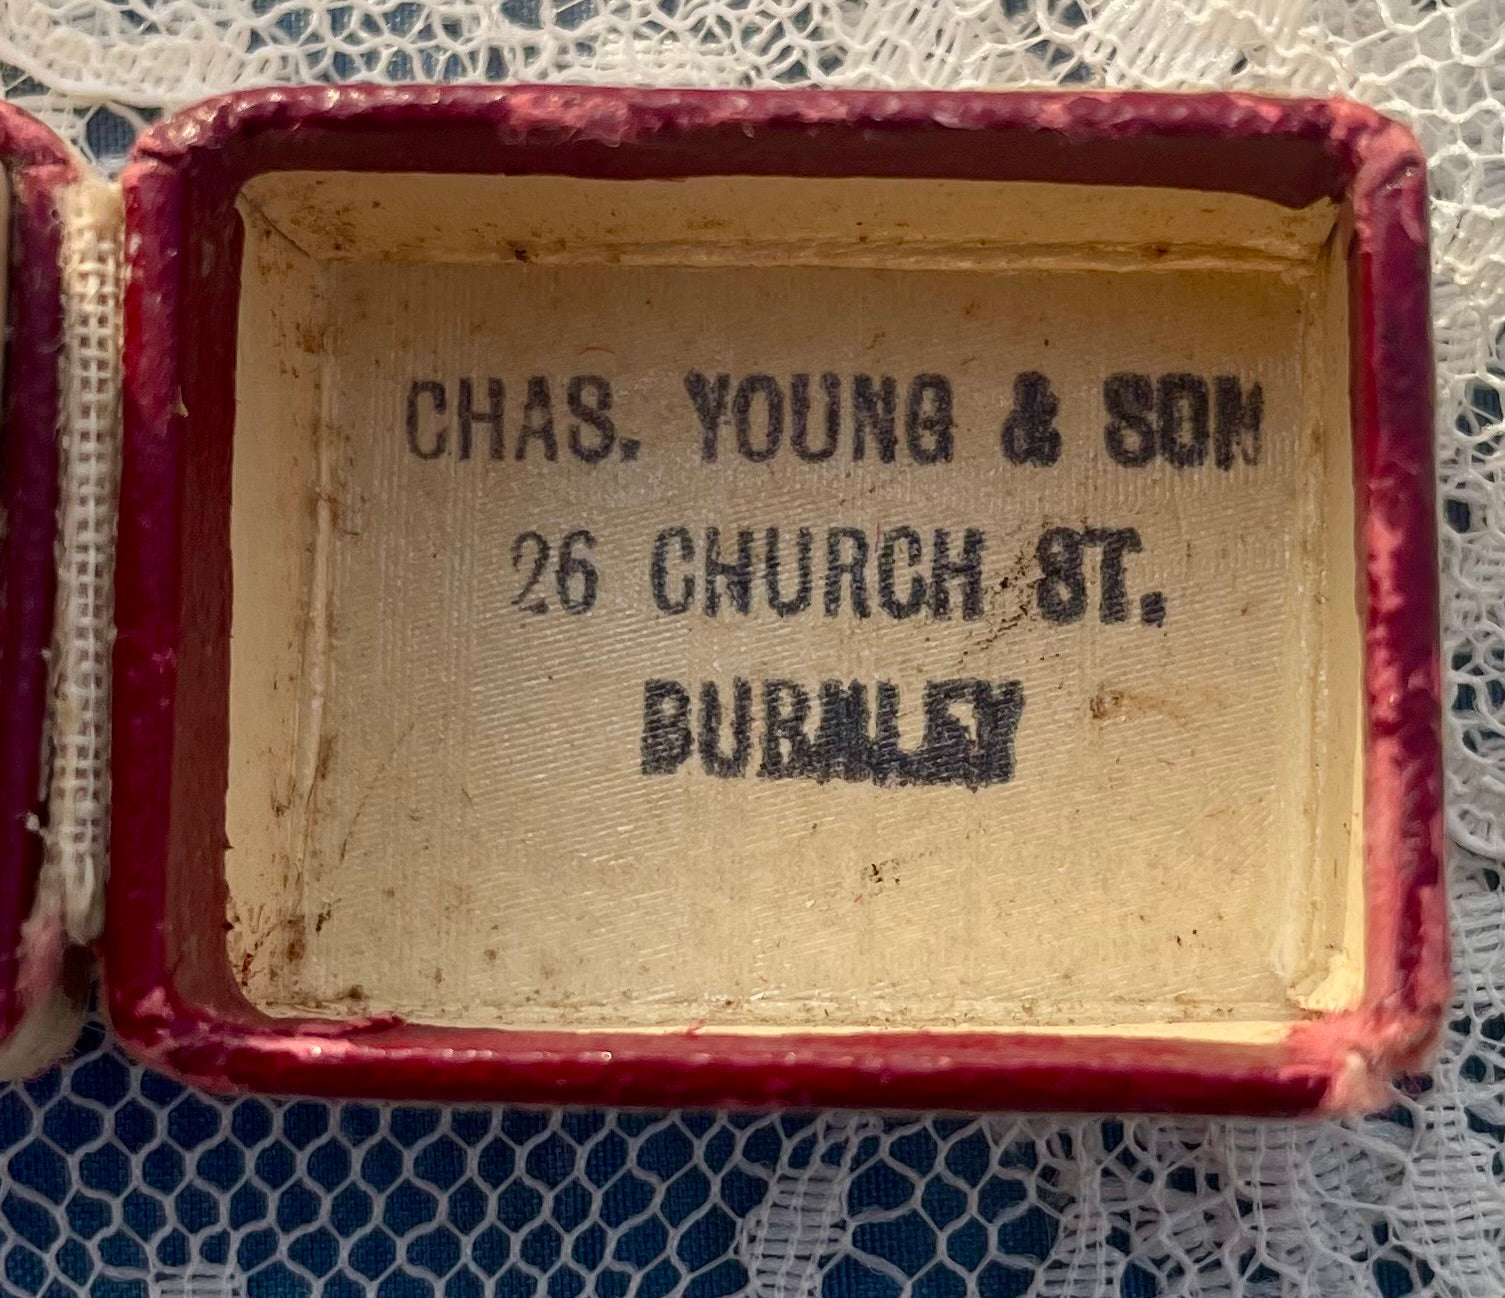 CHAS. YOUNG & SON
26 CHURCH ST.
BURNLEY